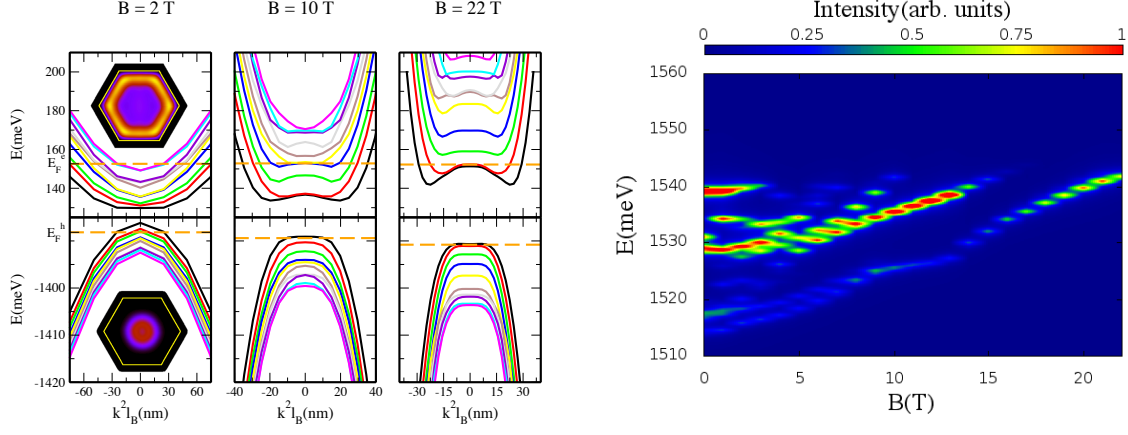 B = 2 T
B = 10 T
B = 22 T
200
180
160
140
E(meV)
E_F^e
E_F^h
-1400
-1410
-1420
E(meV)
-60 -30 0 30 60
k²l_B(nm)
-40 -20 0 20 40
k²l_B(nm)
-30 -15 0 15 30
k²l_B(nm)
Intensity(arb. units)
0 0.25 0.5 0.75 1
1560
1550
1540
1530
1520
1510
E(meV)
0 5 10 15 20
B(T)